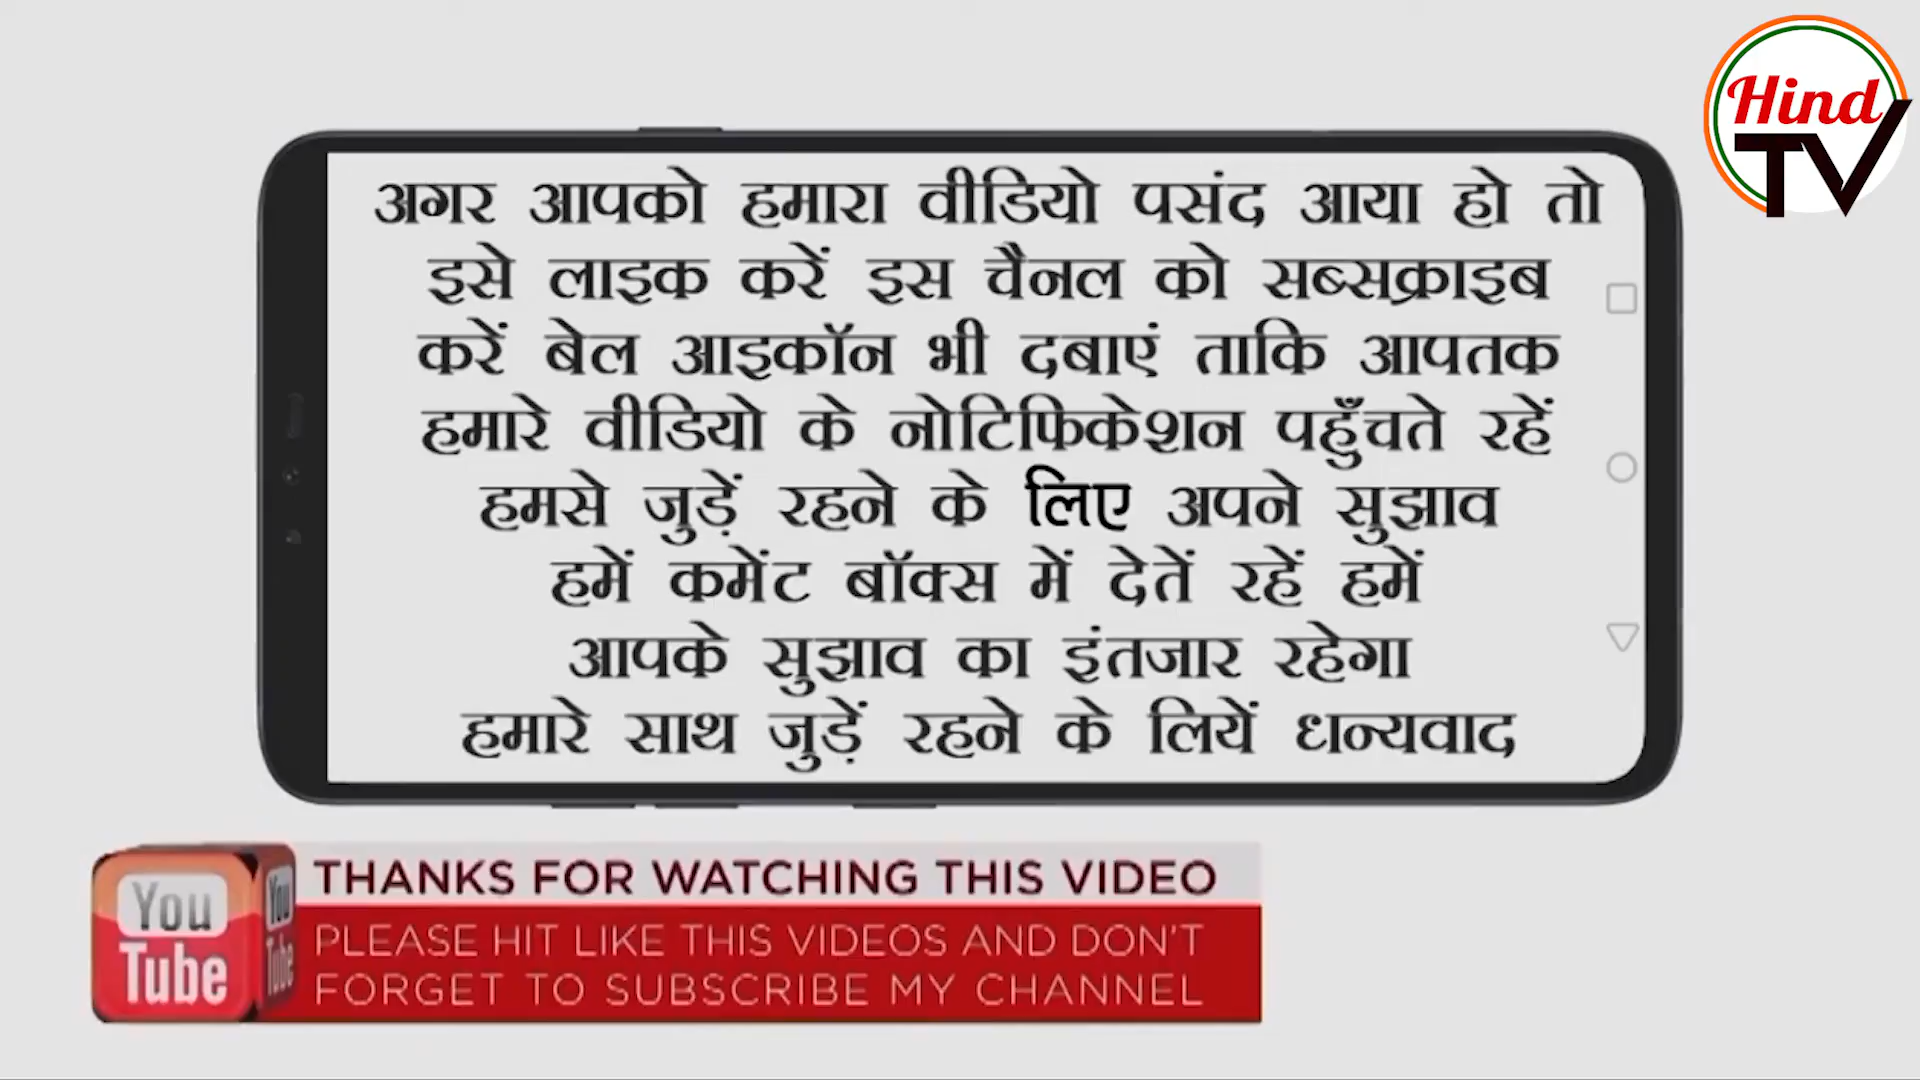 Hind
TV
अगर आपको हमारा वीडियो पसंद आया हो तो
इसे लाइक करें इस चैनल को सब्सक्राइब
करें बेल आइकॉन भी दबाएं ताकि आपतक
हमारे वीडियो के नोटिफिकेशन पहुँचते रहें
हमसे जुड़ें रहने के लिए अपने सुझाव
हमें कमेंट बॉक्स में देतें रहें हमें
आपके सुझाव का इंतजार रहेगा
हमारे साथ जुड़ें रहने के लियें धन्यवाद
You
Tube
You
Tube
THANKS FOR WATCHING THIS VIDEO
PLEASE HIT LIKE THIS VIDEOS AND DON'T
FORGET TO SUBSCRIBE MY CHANNEL